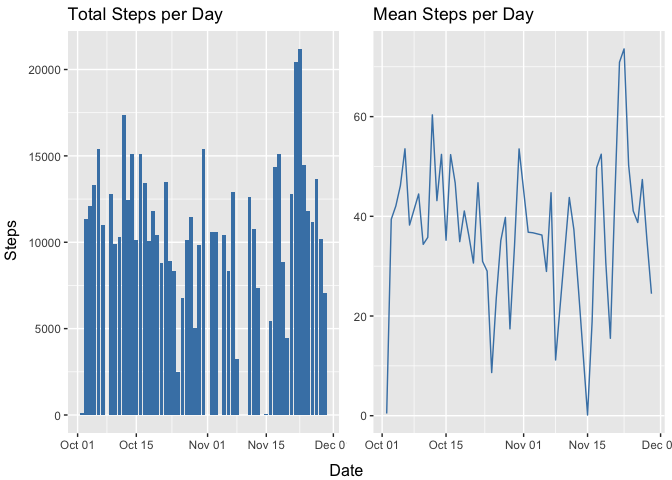 Total Steps per Day
Mean Steps per Day
Steps
20000
15000
10000
5000
0
Oct 01
Oct 15
Nov 01
Nov 15
Dec 0
60
40
20
0
Oct 01
Oct 15
Nov 01
Nov 15
Dec 0
Date